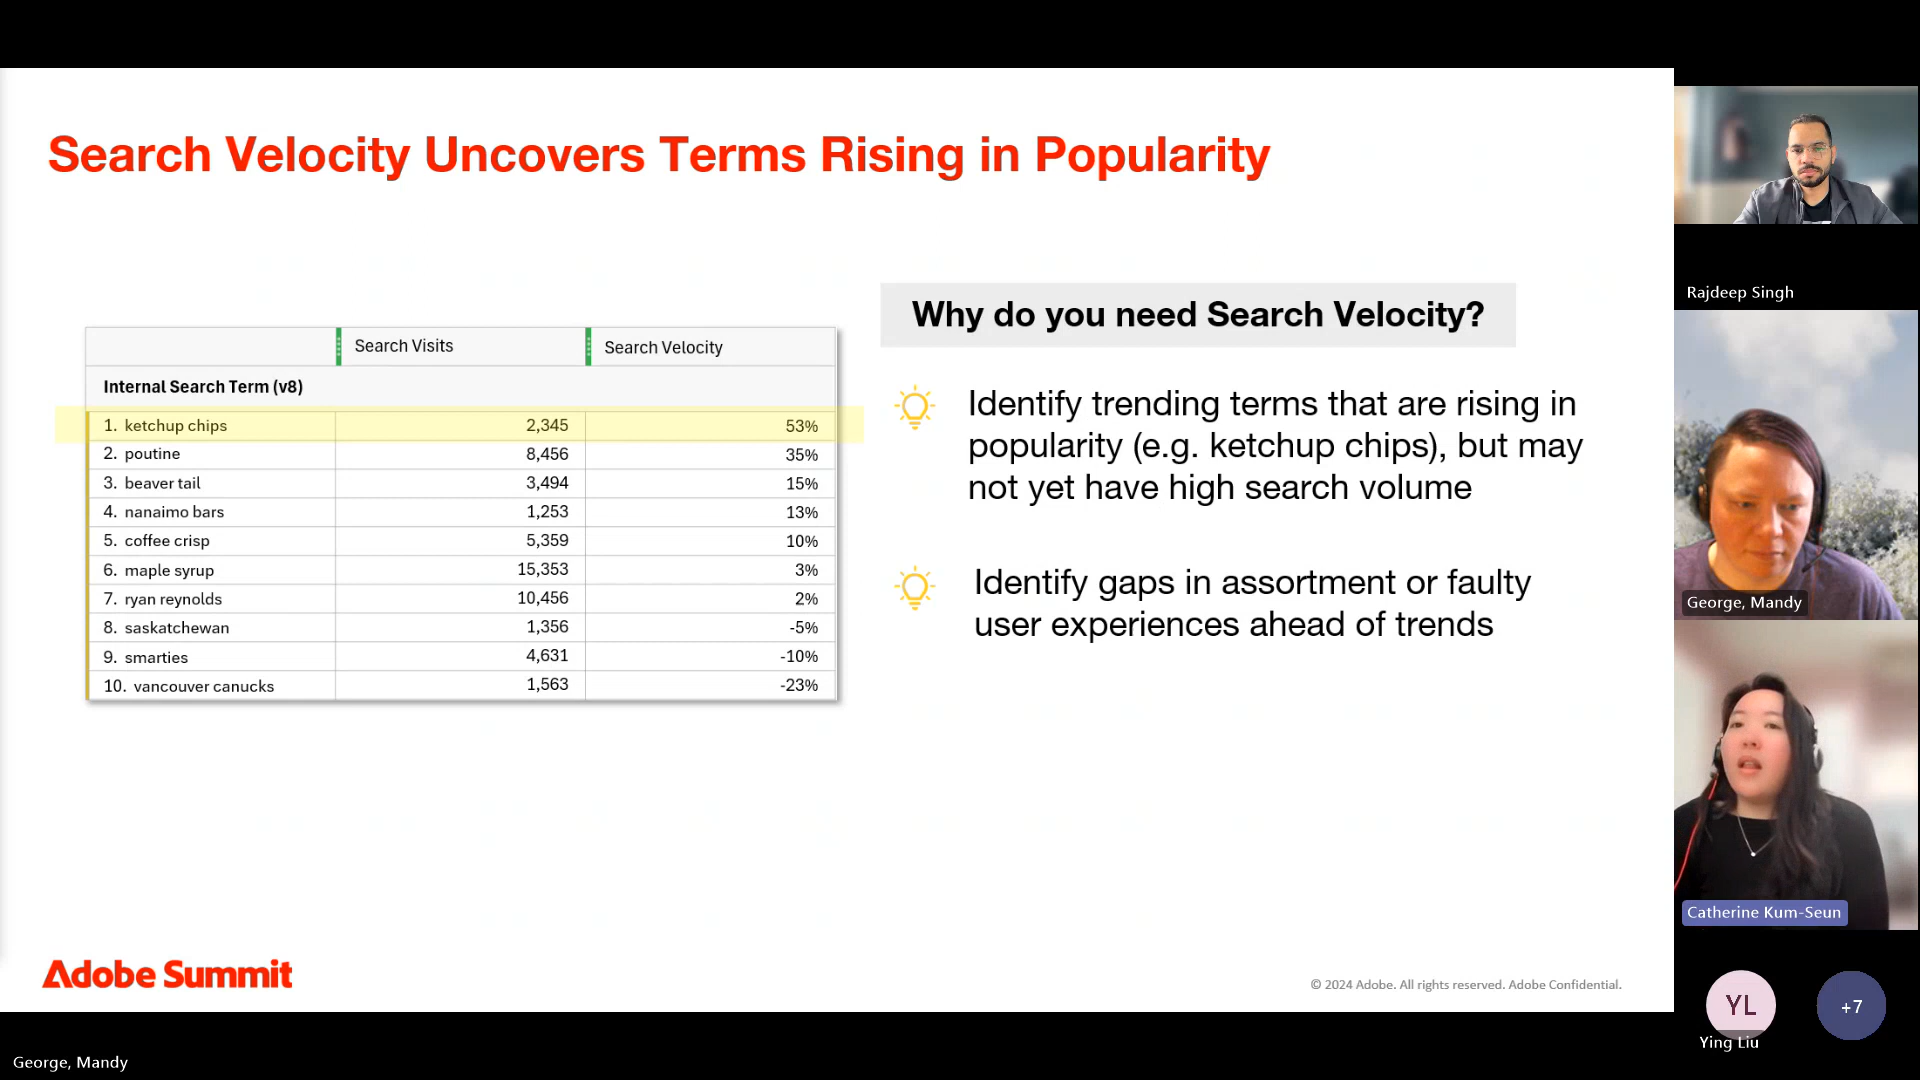 Search Velocity Uncovers Terms Rising in Popularity
Search Visits Search Velocity
Internal Search Term (v8)
1. ketchup chips 2,345 53%
2. poutine 8,456 35%
3. beaver tail 3,494 15%
4. nanaimo bars 1,253 13%
5. coffee crisp 5,359 10%
6. maple syrup 15,353 3%
7. ryan reynolds 10,456 2%
8. saskatchewan 1,356 -5%
9. smarties 4,631 -10%
10. vancouver canucks 1,563 -23%
Why do you need Search Velocity?
Identify trending terms that are rising in
popularity (e.g. ketchup chips), but may
not yet have high search volume
Identify gaps in assortment or faulty
user experiences ahead of trends
Adobe Summit
© 2024 Adobe. All rights reserved. Adobe Confidential.
Rajdeep Singh
George, Mandy
Catherine Kum-Seun
YL
Ying Liu
+7
George, Mandy